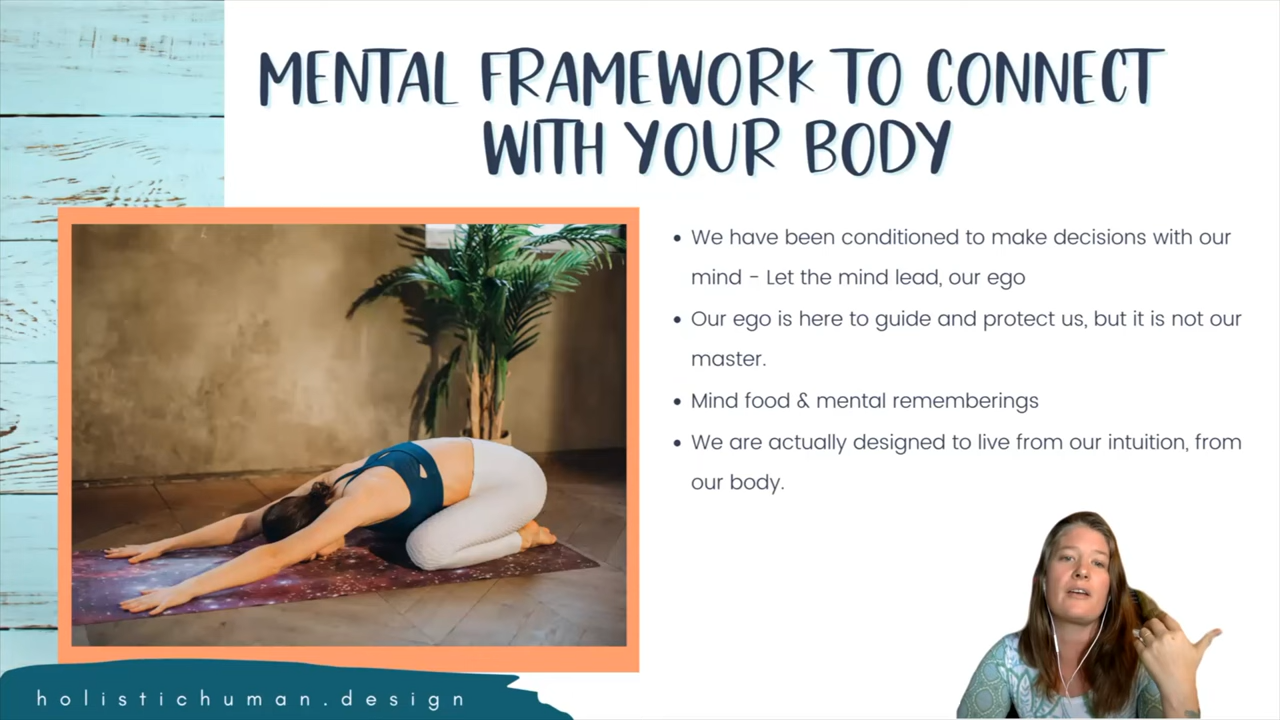 MENTAL FRAMEWORK TO CONNECT
WITH YOUR BODY
• We have been conditioned to make decisions with our
mind - Let the mind lead, our ego
• Our ego is here to guide and protect us, but it is not our
master.
• Mind food & mental rememberings
• We are actually designed to live from our intuition, from
our body.
holistichuman.design